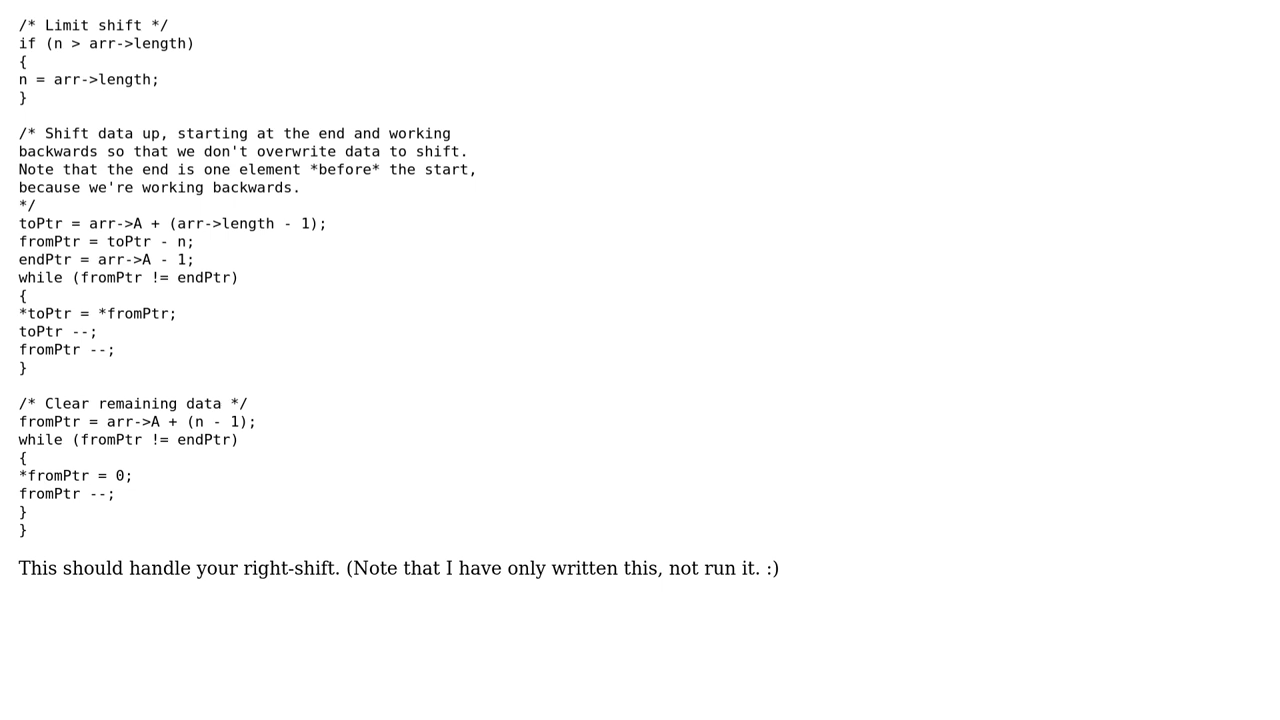 /* Limit shift */
if (n > arr->length)
{
n = arr->length;
}

/* Shift data up, starting at the end and working
backwards so that we don't overwrite data to shift.
Note that the end is one element *before* the start,
because we're working backwards.
*/
toPtr = arr->A + (arr->length - 1);
fromPtr = toPtr - n;
endPtr = arr->A - 1;
while (fromPtr != endPtr)
{
*toPtr = *fromPtr;
toPtr --;
fromPtr --;
}

/* Clear remaining data */
fromPtr = arr->A + (n - 1);
while (fromPtr != endPtr)
{
*fromPtr = 0;
fromPtr --;
}
}

This should handle your right-shift. (Note that I have only written this, not run it. :)